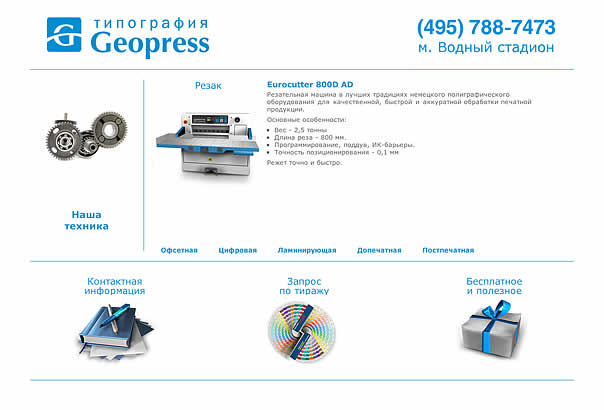 типография
Geopress
(495) 788-7473
м. Водный стадион
Наша
техника
Резак
Eurocutter 800D AD
Резательная машина в лучших традициях немецкого полиграфического
оборудования для качественной, быстрой и аккуратной обработки печатной
продукции.
Основные особенности:
• Вес - 2,5 тонны
• Длина реза – 800 мм.
• Программирование, поддув, ИК-барьеры.
• Точность позиционирования - 0,1 мм
Режет точно и быстро.
Офсетная Цифровая Ламинирующая Допечатная Постпечатная
Контактная
информация
Запрос
по тиражу
Бесплатное
и полезное